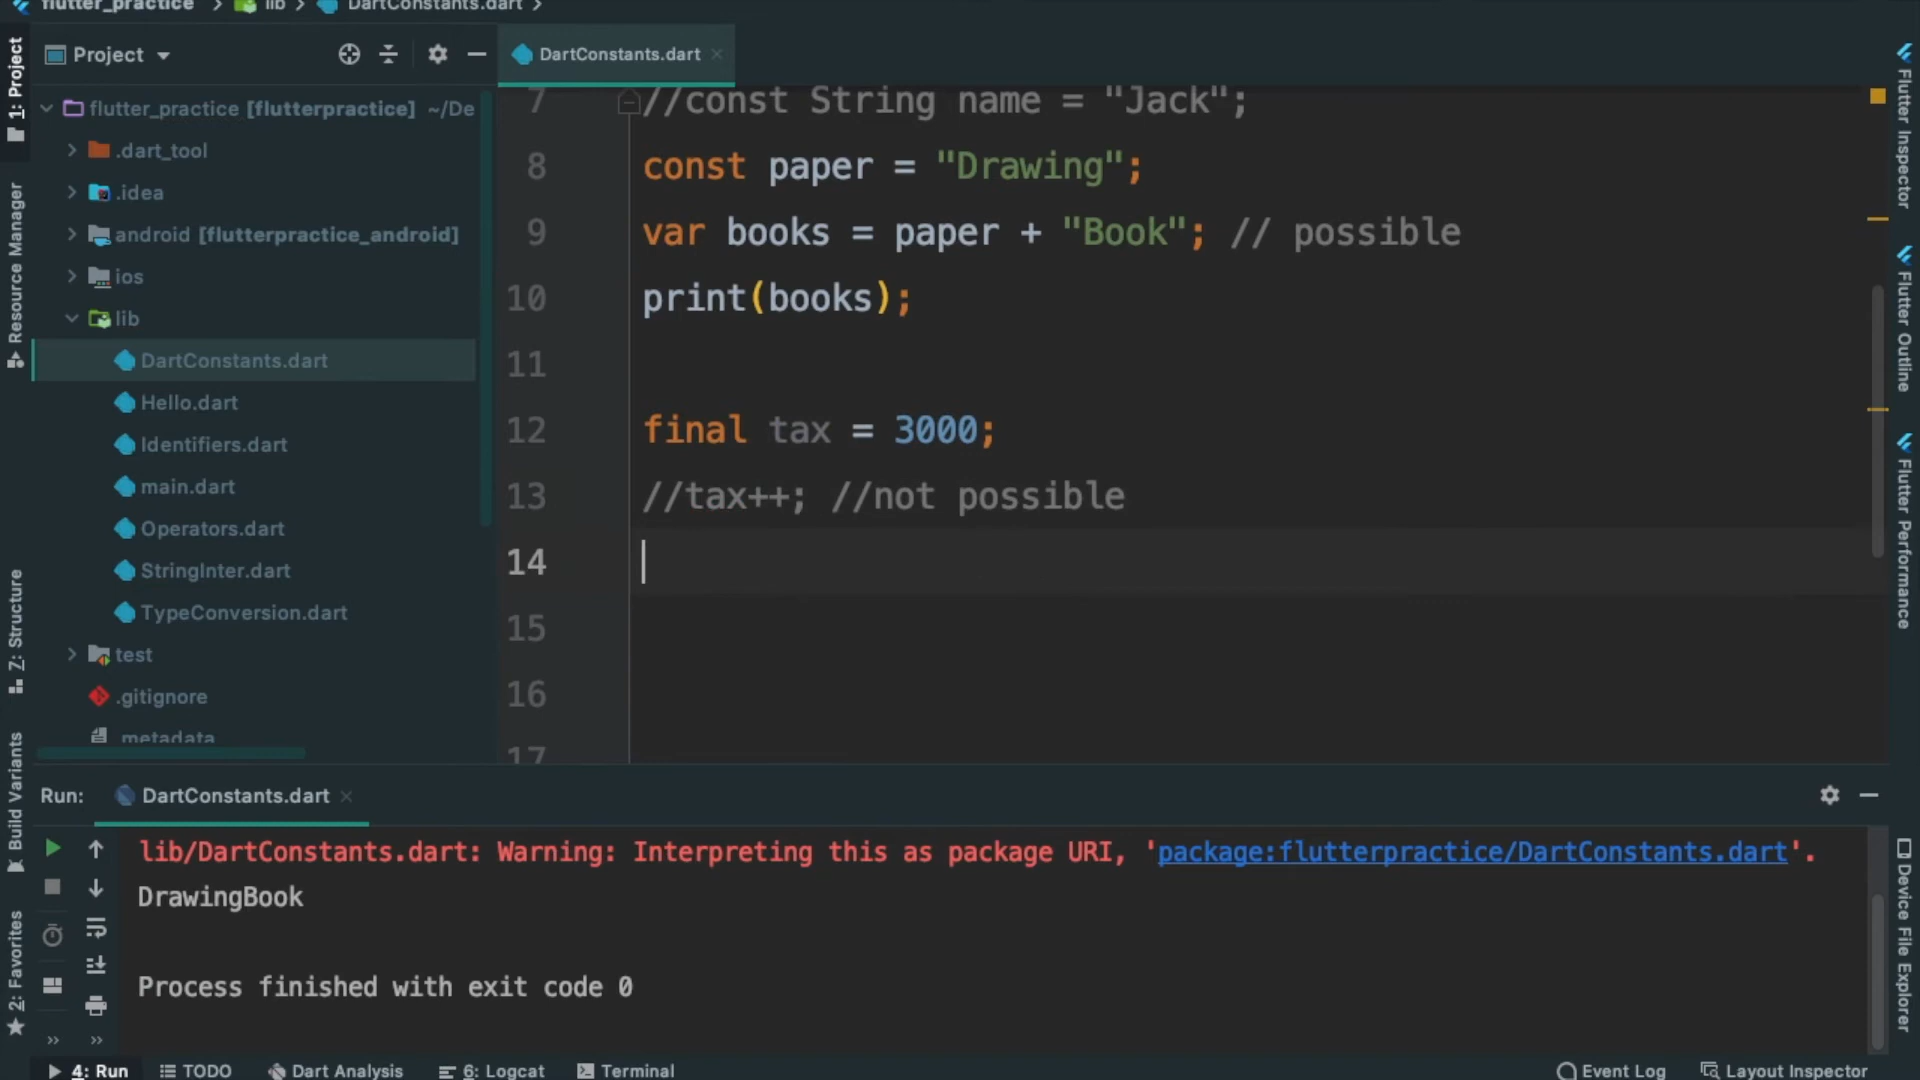 flutter_practice > lib > DartConstants.dart >
Project
DartConstants.dart
1: Project
Resource Manager
Z: Structure
Build Variants
2: Favorites
flutter_practice [flutterpractice] ~/De
.dart_tool
.idea
android [flutterpractice_android]
ios
lib
DartConstants.dart
Hello.dart
Identifiers.dart
main.dart
Operators.dart
StringInter.dart
TypeConversion.dart
test
.gitignore
.metadata
7 //const String name = "Jack";
8 const paper = "Drawing";
9 var books = paper + "Book"; // possible
10 print(books);
11
12 final tax = 3000;
13 //tax++; //not possible
14
15
16
17
Flutter Inspector
Flutter Outline
Flutter Performance
Device File Explorer
Run: DartConstants.dart
lib/DartConstants.dart: Warning: Interpreting this as package URI, 'package:flutterpractice/DartConstants.dart'.
DrawingBook
Process finished with exit code 0
4: Run TODO Dart Analysis 6: Logcat Terminal Event Log Layout Inspector